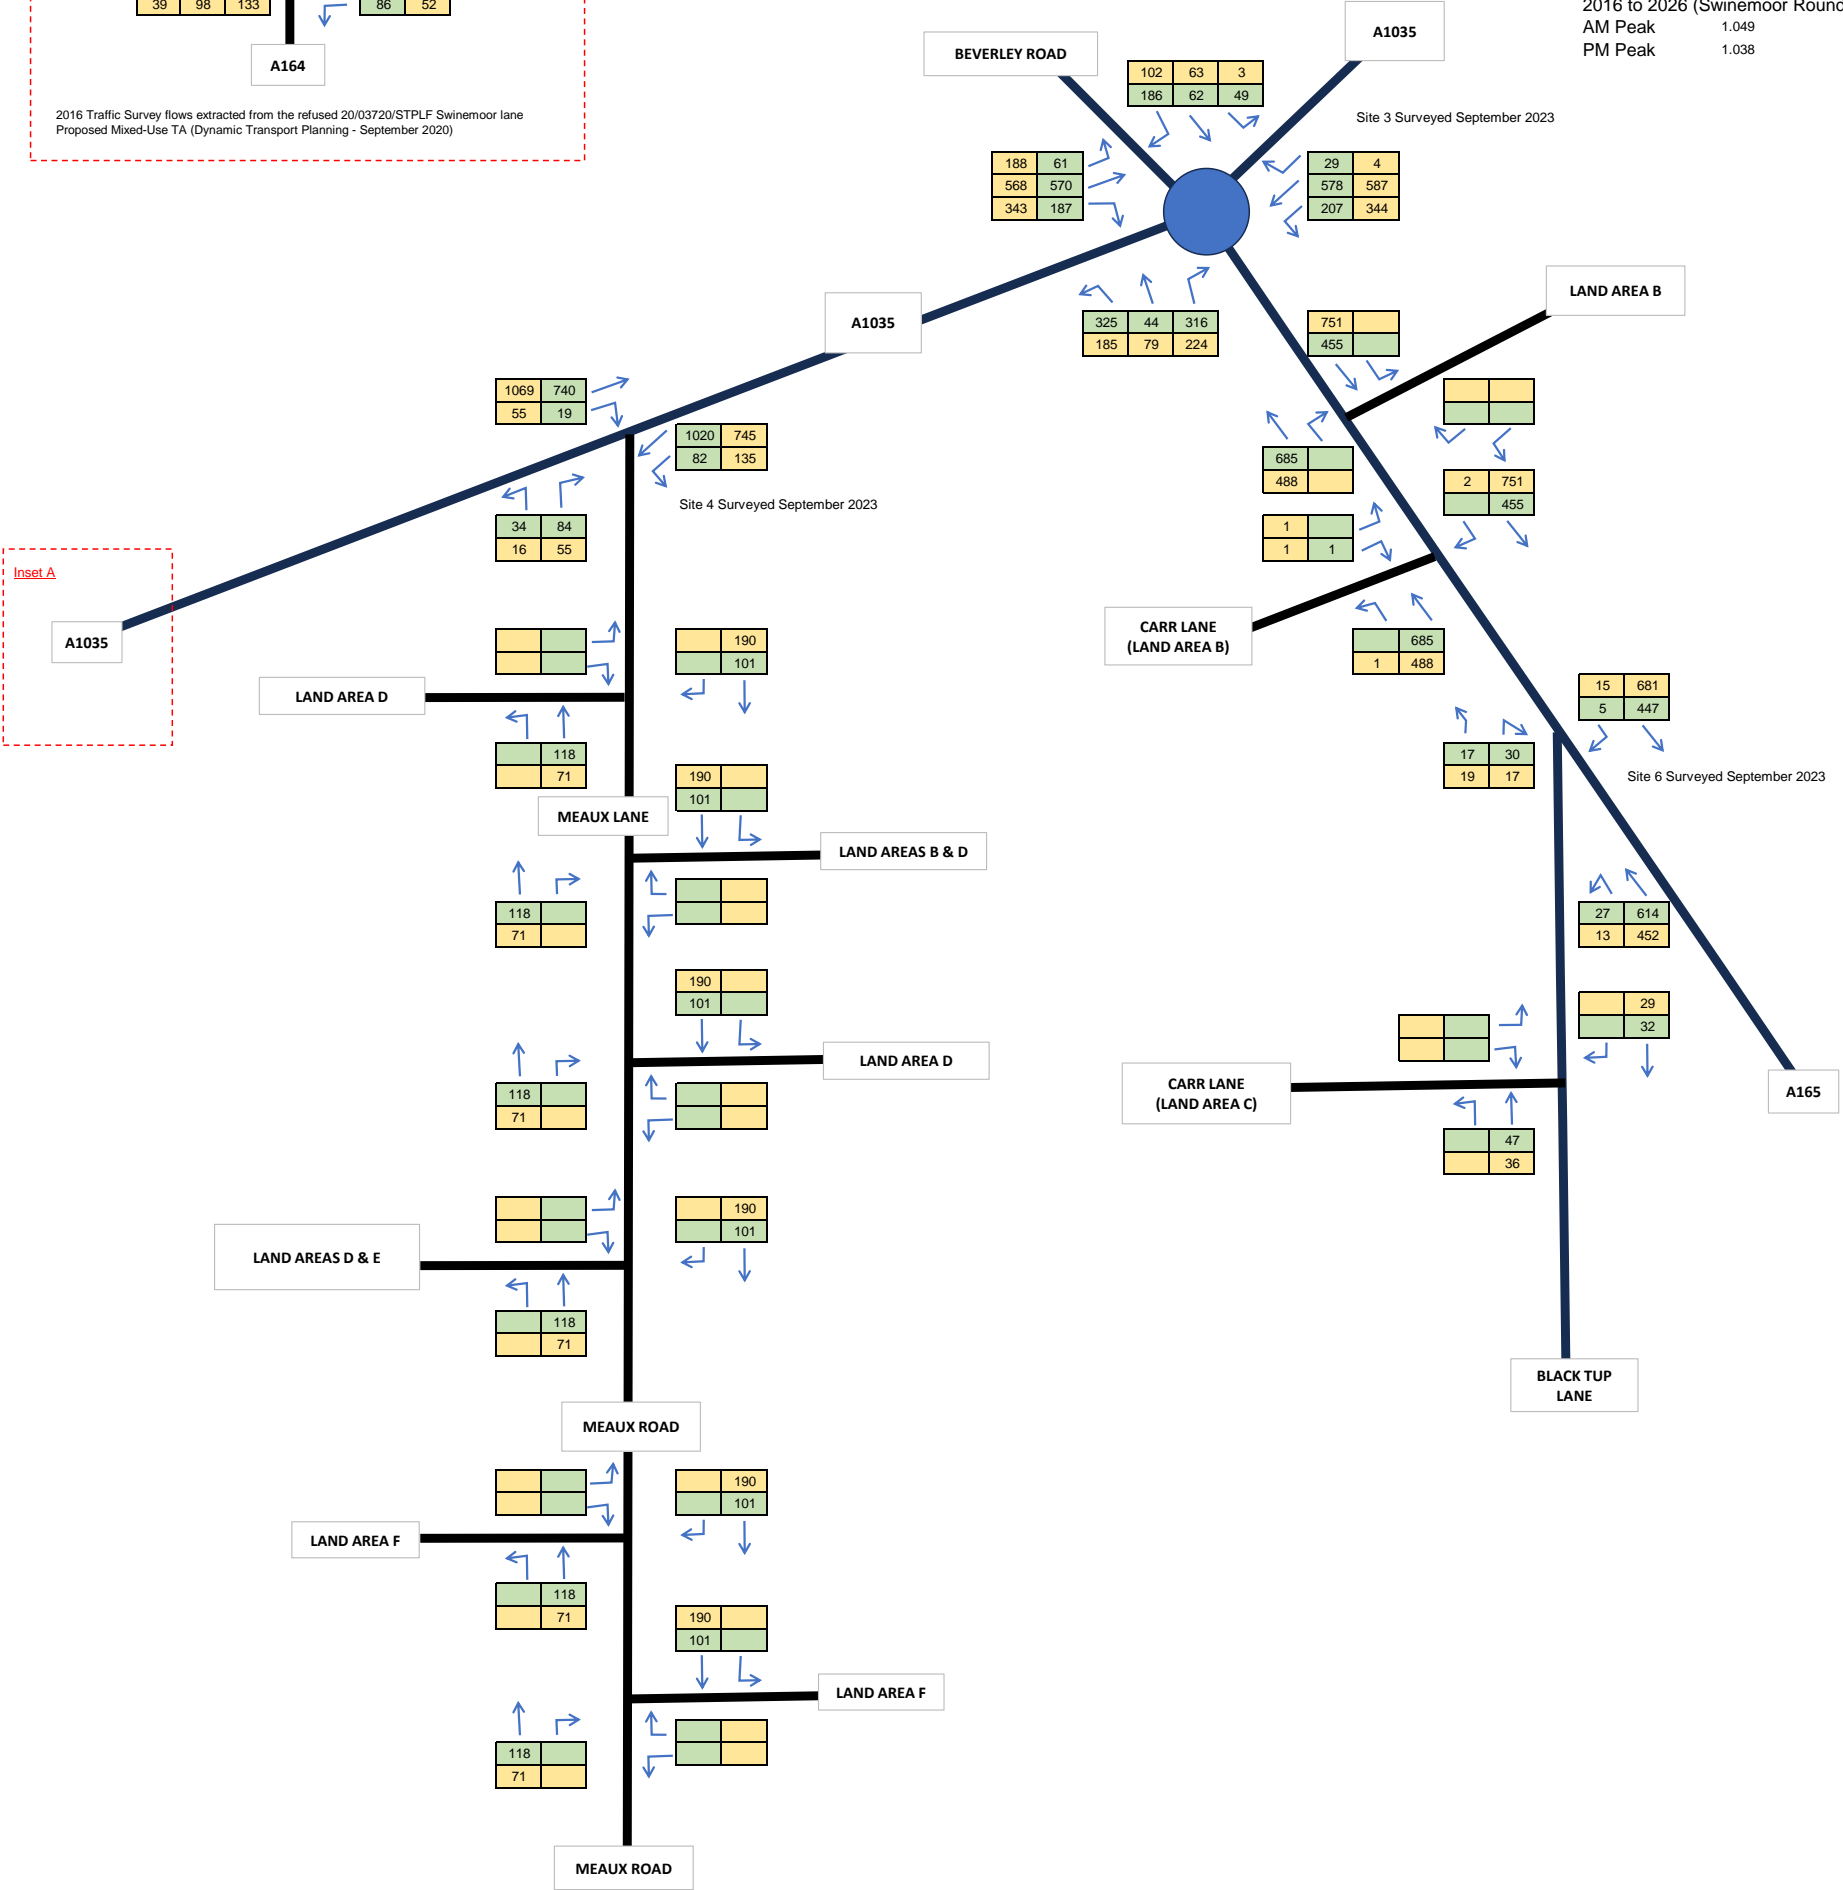 39 98 133
86 52
A164
2016 Traffic Survey flows extracted from the refused 20/03720/STPLF Swinemoor lane
Proposed Mixed-Use TA (Dynamic Transport Planning - September 2020)
2016 to 2026 (Swinemoor Round
AM Peak 1.049
PM Peak 1.038
BEVERLEY ROAD
A1035
102 63 3
186 62 49
Site 3 Surveyed September 2023
188 61
568 570
343 187
29 4
578 587
207 344
325 44 316
185 79 224
LAND AREA B
A1035
751
455
1069 740
55 19
1020 745
82 135
Site 4 Surveyed September 2023
34 84
16 55
685
488
2 751
455
1
1 1
Inset A
A1035
CARR LANE
(LAND AREA B)
685
1 488
190
101
LAND AREA D
118
71
15 681
5 447
17 30
19 17
Site 6 Surveyed September 2023
190
101
MEAUX LANE
LAND AREAS B & D
118
71
27 614
13 452
190
101
29
32
LAND AREA D
118
71
CARR LANE
(LAND AREA C)
A165
47
36
190
101
LAND AREAS D & E
118
71
BLACK TUP
LANE
MEAUX ROAD
190
101
LAND AREA F
118
71
190
101
LAND AREA F
118
71
MEAUX ROAD